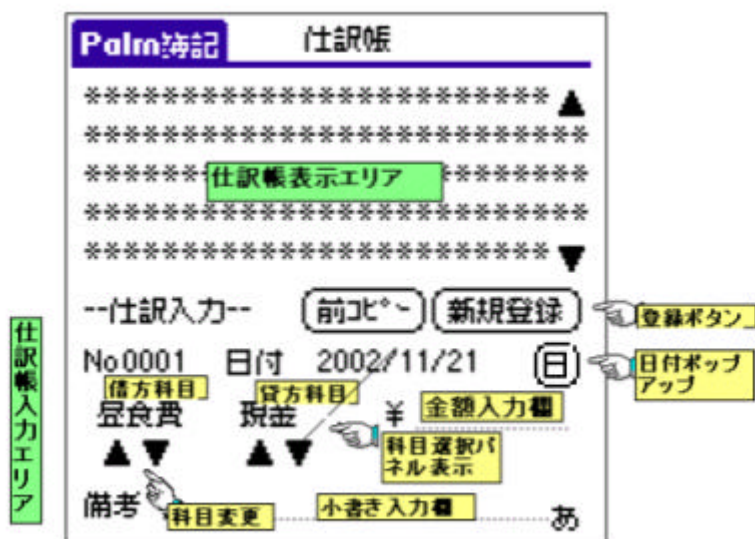 Palm簿記 仕訳帳
************************ ▲
**************************
******仕訳帳表示エリア********
**************************
************************ ▼
--仕訳入力-- 前コピー 新規登録 登録ボタン
No0001 日付 2002/11/21 日 日付ポップ
アップ
借方科目 貸方科目
昼食費 現金 ¥ 金額入力欄
▲▼ ▲▼ 科目選択パ
ネル表示
備考 科目変更 小書き入力欄 あ
仕訳帳入力エリア